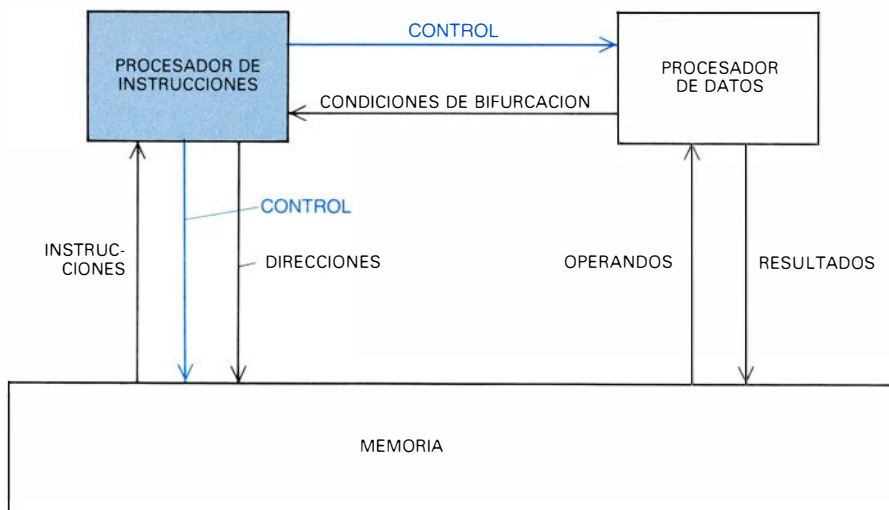 CONTROL
PROCESADOR DE
INSTRUCCIONES
PROCESADOR
DE DATOS
CONDICIONES DE BIFURCACION
CONTROL
INSTRUC-
CIONES
DIRECCIONES
OPERANDOS
RESULTADOS
MEMORIA